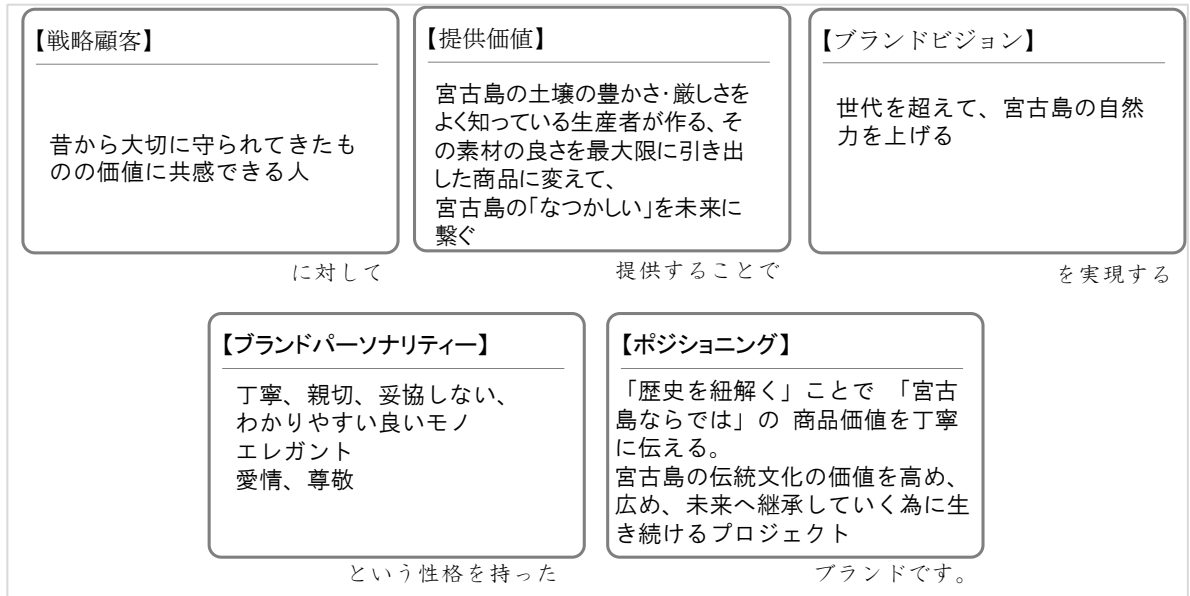 【戦略顧客】
昔から大切に守られてきたも
のの価値に共感できる人
に対して
【提供価値】
宮古島の土壌の豊かさ・厳しさを
よく知っている生産者が作る、そ
の素材の良さを最大限に引き出
した商品に変えて、
宮古島の「なつかしい」を未来に
繋ぐ
提供することで
【ブランドビジョン】
世代を超えて、宮古島の自然
力を上げる
を実現する
【ブランドパーソナリティー】
丁寧、親切、妥協しない、
わかりやすい良いモノ
エレガント
愛情、尊敬
という性格を持った
【ポジショニング】
「歴史を紐解く」ことで 「宮古
島ならでは」の 商品価値を丁寧
に伝える。
宮古島の伝統文化の価値を高め、
広め、未来へ継承していく為に生
き続けるプロジェクト
ブランドです。